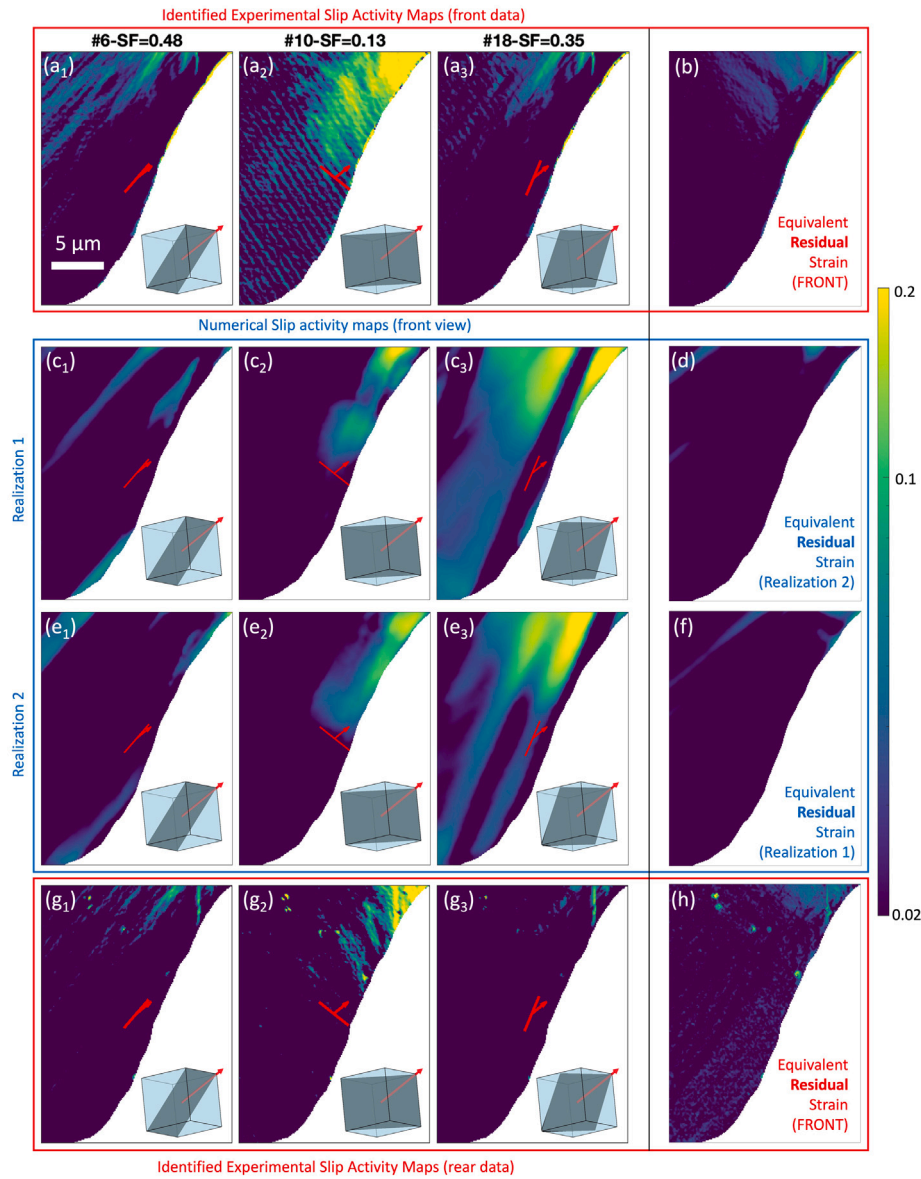 Identified Experimental Slip Activity Maps (front data)
#6-SF=0.48 #10-SF=0.13 #18-SF=0.35
(a1) (a2) (a3) (b)
5 µm
Equivalent
Residual
Strain
(FRONT)
Numerical Slip activity maps (front view)
0.2
Realization 1
(c1) (c2) (c3) (d)
0.1
Equivalent
Residual
Strain
(Realization 2)
Realization 2
(e1) (e2) (e3) (f)
Equivalent
Residual
Strain
(Realization 1)
0.02
(g1) (g2) (g3) (h)
Equivalent
Residual
Strain
(FRONT)
Identified Experimental Slip Activity Maps (rear data)